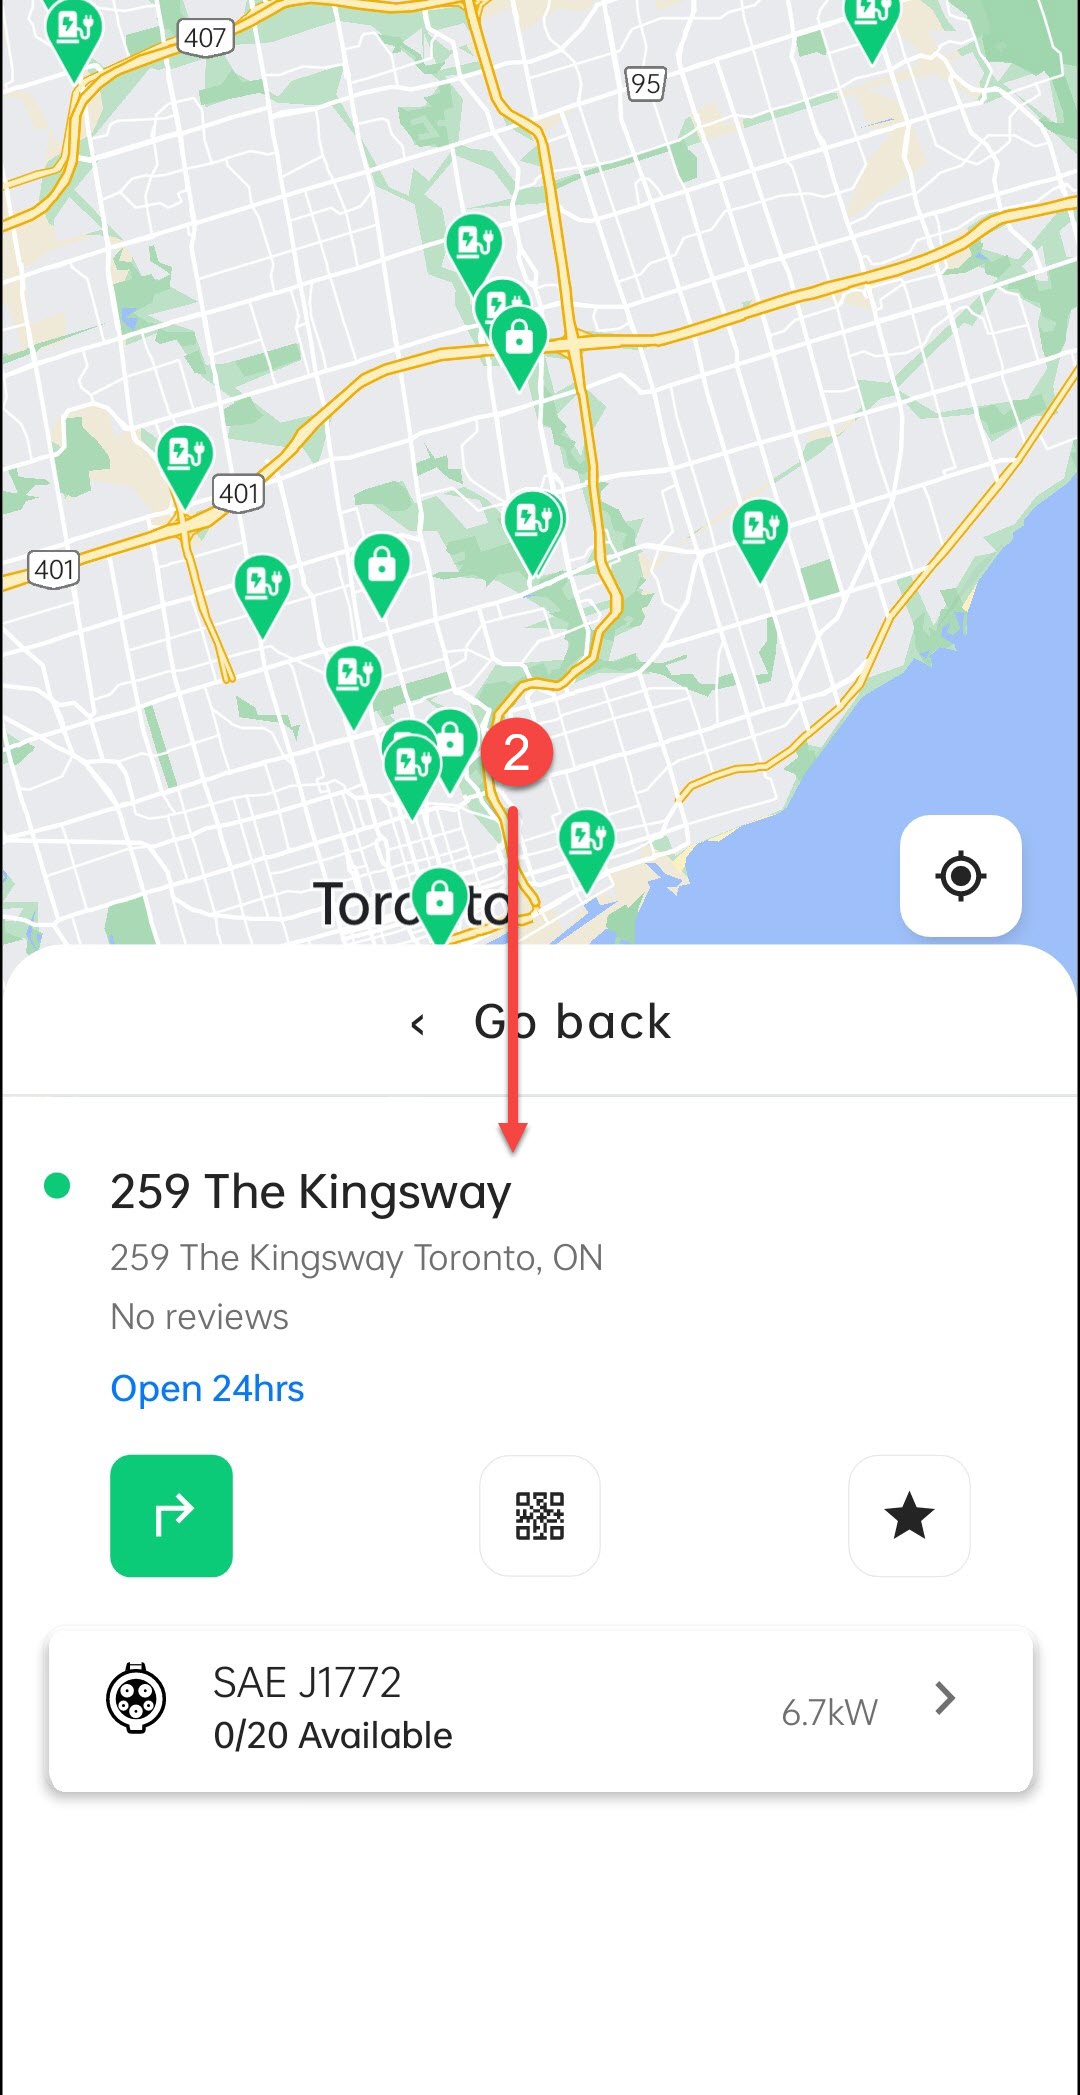 407
95
401
401
2
Toronto
‹ Go back
259 The Kingsway
259 The Kingsway Toronto, ON
No reviews
Open 24hrs
SAE J1772
0/20 Available
6.7kW